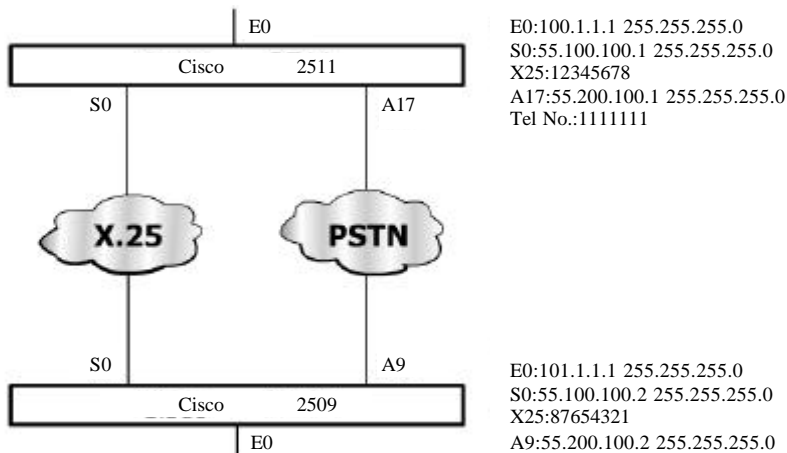 E0
Cisco 2511
S0
A17
E0:100.1.1.1 255.255.255.0
S0:55.100.100.1 255.255.255.0
X25:12345678
A17:55.200.100.1 255.255.255.0
Tel No.:1111111
X.25
PSTN
S0
A9
Cisco 2509
E0
E0:101.1.1.1 255.255.255.0
S0:55.100.100.2 255.255.255.0
X25:87654321
A9:55.200.100.2 255.255.255.0